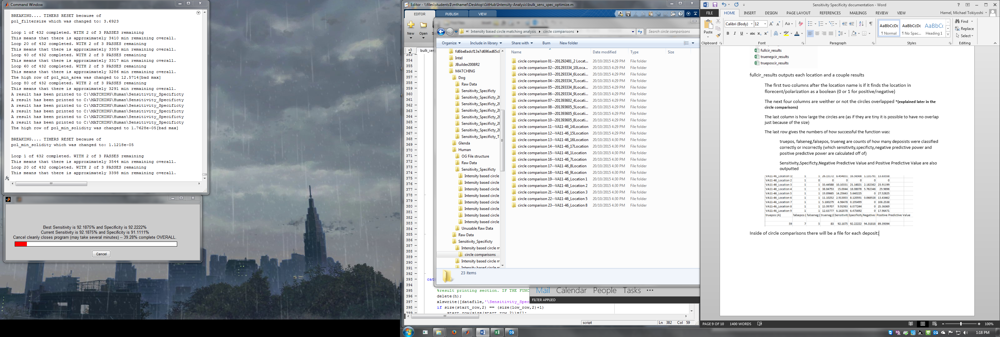 Command Window
BREAKING.... TIMERS RESET because of
pol_filtersize which was changed to: 3.6923
Loop 1 of 432 completed. WITH 2 of 3 PASSES remaining
This means that there is approximately 3410 min remaining overall.
Loop 20 of 432 completed. WITH 2 of 3 PASSES remaining
This means that there is approximately 3359 min remaining overall.
Loop 40 of 432 completed. WITH 2 of 3 PASSES remaining
This means that there is approximately 3317 min remaining overall.
Loop 60 of 432 completed. WITH 2 of 3 PASSES remaining
This means that there is approximately 3286 min remaining overall.
The high row of pol_min_area was changed to 12.5714[bad max]
Loop 80 of 432 completed. WITH 2 of 3 PASSES remaining
This means that there is approximately 3291 min remaining overall.
A result has been printed to C:\MATCHING\Human\Sensitivity_Specificty
A result has been printed to C:\MATCHING\Human\Sensitivity_Specificty
A result has been printed to C:\MATCHING\Human\Sensitivity_Specificty
A result has been printed to C:\MATCHING\Human\Sensitivity_Specificty
A result has been printed to C:\MATCHING\Human\Sensitivity_Specificty
A result has been printed to C:\MATCHING\Human\Sensitivity_Specificty
The high row of pol_min_solidity was changed to 1.7628e-05[bad max]
BREAKING.... TIMERS RESET because of
pol_min_solidity which was changed to: 1.1218e-05
Loop 1 of 432 completed. WITH 2 of 3 PASSES remaining
This means that there is approximately 3544 min remaining overall.
Loop 20 of 432 completed. WITH 2 of 3 PASSES remaining
This means that there is approximately 3398 min remaining overall.
fx
Best Sensitivity is 92.1875% and Specificity is 92.2222%
Current Sensitivity is 92.1875% and Specificity is 91.1111%
Cancel cleanly closes program (may take several minutes) -- 39.28% complete OVERALL.
Cancel
Editor - \\files\students$\mthamel\Desktop\GitHub\Intensity-Analysis\bulk_sens_spec_optimize.m
EDITOR PUBLISH VIEW
New Open
+3 bulk_sen
353
354
355
356
357
358
359
360
361
362
363
364
365
366
367
368
369
370
371
372
373
374
375
376
377
378
379
380
381
382
383
384
385
386
387
388
389
390
391
392
393 cat
394
395 %result printing section. IF THE FUNC
396 delete(h);
397 xlswrite([datafile,'\Sensitivity_Spec
398 if size(start_row,2) == (size(low_row,2)+1)
399 start_row(size(start_row,2))=[];
script Ln 382 Col 59
« Intensity based circle matching analysis circle comparisons
Search circle comparisons
Organize Include in library Share with Burn New folder
fd6be8adcf13e7d696ad65c8
Intel
JBuilder2008R2
MATCHING
Dog
Raw Data
Sensitivity_Specificty
Sensitivity_Specificty_20
Sensitivity_Specificty_20
Sensitivity_Specificty_20
Sensitivity_Specificty_20
Sensitivity_Specificty_20
Sensitivity_Specificty_20
Sensitivity_Specificty_T
Glenda
Human
OG File structure
Raw Data
Sensitivity_Specificty
Intensity based circle
Intensity based circle
Intensity based circle
Intensity based circle
Intensity based circle
Intensity based circle
Intensity based circle
Intensity based circle
Unusable Raw Data
Raw Data
Sensitivity_Specificty
Intensity based circle m
circle comparisons
Intensity based circle m
Intensity based circle m
Name Date modified Type Size
circle comparison 01--201292481_2 Locat... 20/10/2015 4:29 PM File folder
circle comparison 02--201293334_10Loca... 20/10/2015 4:29 PM File folder
circle comparison 03--201293334_6Locati... 20/10/2015 4:29 PM File folder
circle comparison 04--201293334_7Locati... 20/10/2015 4:29 PM File folder
circle comparison 05--201293334_8Locati... 20/10/2015 4:29 PM File folder
circle comparison 06--201293334_9Locati... 20/10/2015 4:29 PM File folder
circle comparison 07--201393602_4Locati... 20/10/2015 4:29 PM File folder
circle comparison 08--201393605_5Locati... 20/10/2015 4:29 PM File folder
circle comparison 09--201393605_6Locati... 20/10/2015 4:29 PM File folder
circle comparison 10--201393605_8Locati... 20/10/2015 4:29 PM File folder
circle comparison 11--VA11-46_14Location 20/10/2015 4:29 PM File folder
circle comparison 12--VA11-46_15Location 20/10/2015 4:29 PM File folder
circle comparison 13--VA11-46_16Location 20/10/2015 4:30 PM File folder
circle comparison 14--VA11-46_17Location 20/10/2015 4:30 PM File folder
circle comparison 15--VA11-46_1Location 20/10/2015 4:30 PM File folder
circle comparison 16--VA11-46_7Location 20/10/2015 4:30 PM File folder
circle comparison 17--VA11-46_8Location 20/10/2015 4:30 PM File folder
circle comparison 18--VA11-46_9Location 20/10/2015 4:30 PM File folder
circle comparison 19--VA11-46_Location 1 20/10/2015 4:30 PM File folder
circle comparison 20--VA11-46_Location 2 20/10/2015 4:30 PM File folder
circle comparison 21--VA11-46_Location 3 20/10/2015 4:30 PM File folder
circle comparison 22--VA11-46_Location 5 20/10/2015 4:30 PM File folder
circle comparison 23--VA11-46_Location 8 20/10/2015 4:30 PM File folder
23 items
Mail Calendar People Tasks •••
FILTER APPLIED
Sensitivity Specificity documentation - Word
FILE HOME INSERT DESIGN PAGE LAYOUT REFERENCES MAILINGS REVIEW VIEW Hamel, Michael Tokiyoshi
Paste
Calibri (Body) 12
AaBbCcDc AaBbCcDc AaBbCc
¶ Normal ¶ No Spac... Heading 1
Find
Replace
Select
Clipboard Font Paragraph Styles Editing
fullcir_results
truenegcir_results
trueposcir_results
fullcir_results outputs each location and a couple results
The first two columns after the location name is if it finds the location in
florecent/polarization as a boolean (0 or 1 for positive/negative)
The next four columns are weither or not the circles overlapped *(explained later in the
circle comparisons)
The last column is how large the circles are (as if they are tiny it is possible to have no overlap
just because of the size)
The last row gives the numbers of how successful the function was:
truepos, falseneg,falsepos, trueneg are counts of how many deposists were classified
correctly or incorrectly (which sensitivity,specificty,negative predictive power and
positive predictive power are calculated off of)
Sensitivity,Specificty,Negative Predictive Value and Positive Predictive Value are also
outputted
VA11-46_Location 1: 1 1 26.15172 8.454851 16.56508 1.131791 13.83558
VA11-46_Location 2 1 0 0 0 0 0 0
VA11-46_Location 3 1 1 33.44588 10.10331 21.16021 2.182362 23.91199
VA11-46_Location 4 1 1 38.84753 15.0044 18.08078 5.762346 29.9696
VA11-46_Location 5 1 1 19.89665 14.25643 5.640225 0 27.52825
VA11-46_Location 6 1 1 11.10252 2.913003 8.120591 0.068928 13.43462
VA11-46_Location 7 1 1 5.180279 4.98478 0.195499 0 108.2538
VA11-46_Location 8 1 1 15.99707 9.91983 6.077244 0 25.36369
VA11-46_Location 9 1 1 12.63777 6.162078 6.475692 0 17.96471
truepos (A) falsepos ( falseneg ( trueneg ((Sensitivity Specificity Negative Positive Predictive Value
59 7 5 83 92.1875 92.22222 94.31818 89.39394
Inside of circle comparisons there will be a file for each deposit:
PAGE 9 OF 10 1400 WORDS 100%
1:18 PM